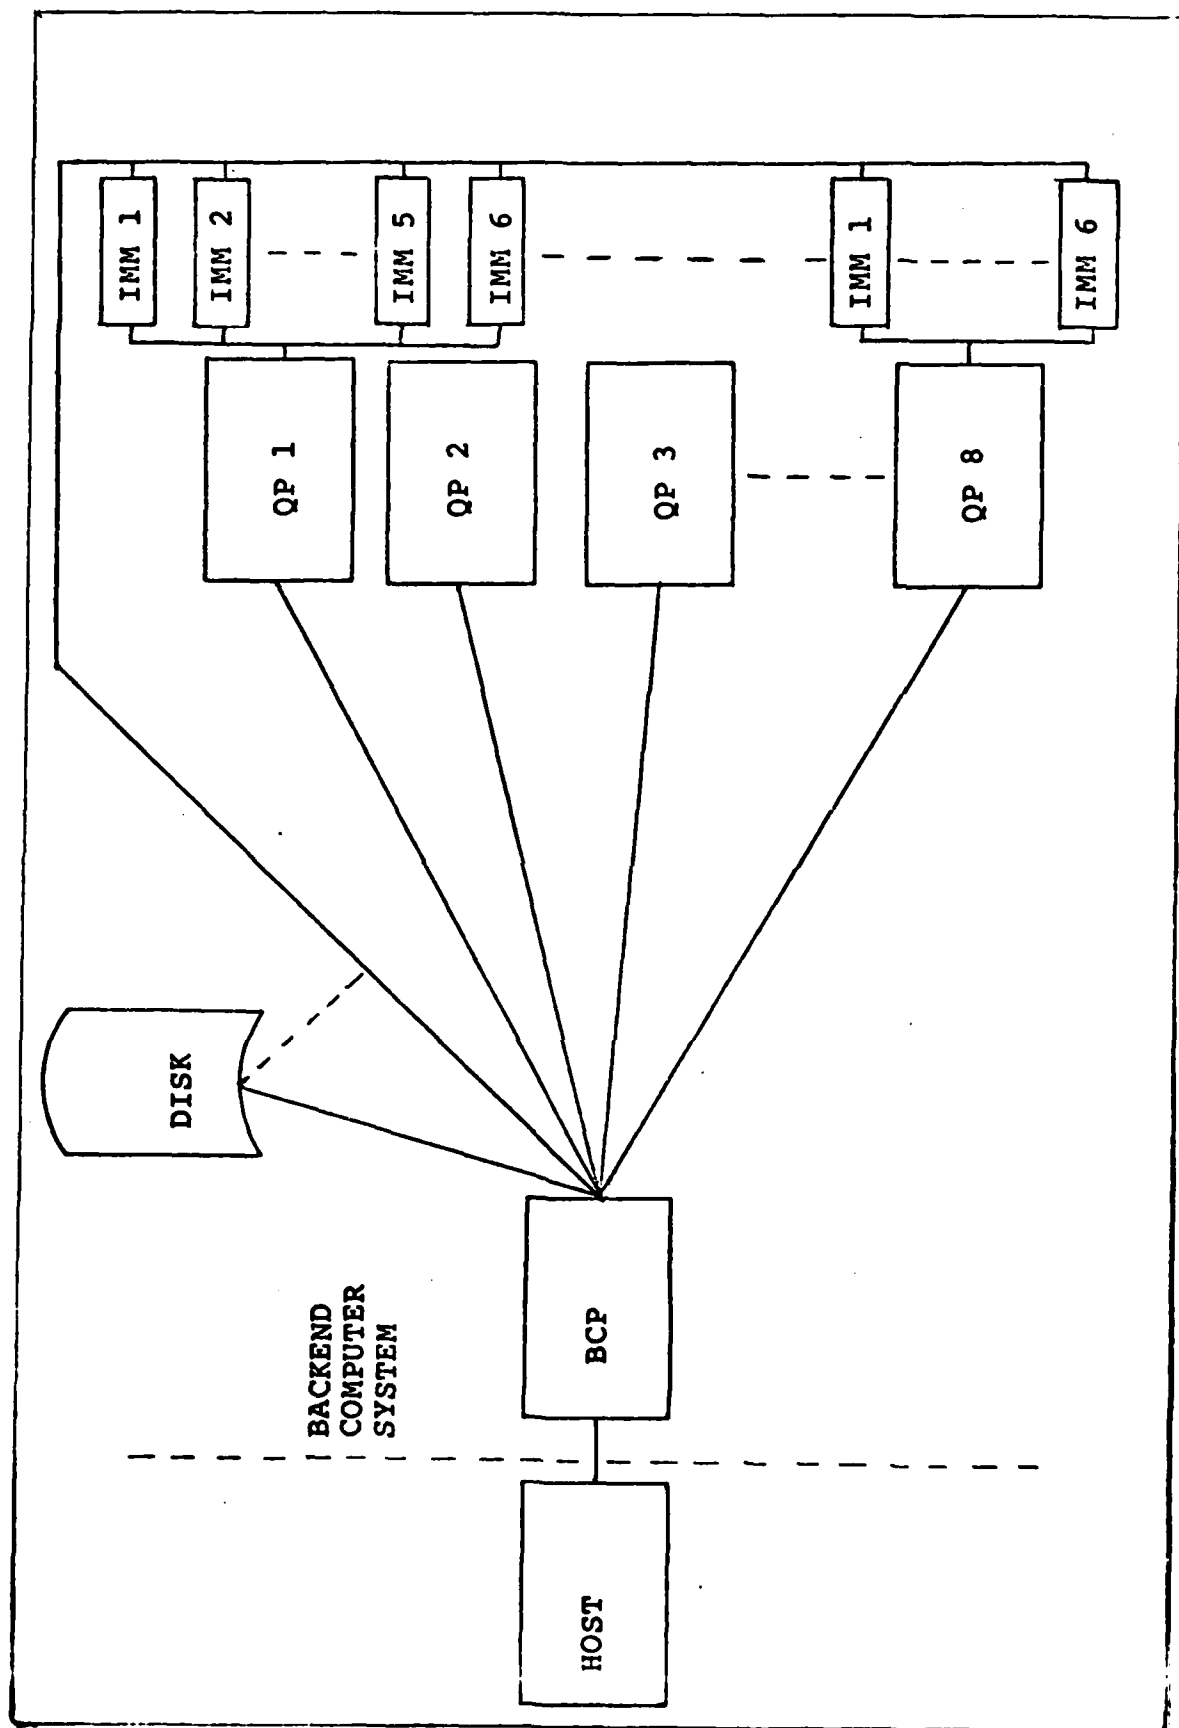 HOST
BACKEND
COMPUTER
SYSTEM
BCP
DISK
QP 1
QP 2
QP 3
QP 8
IMM 1
IMM 2
IMM 5
IMM 6
IMM 1
IMM 6